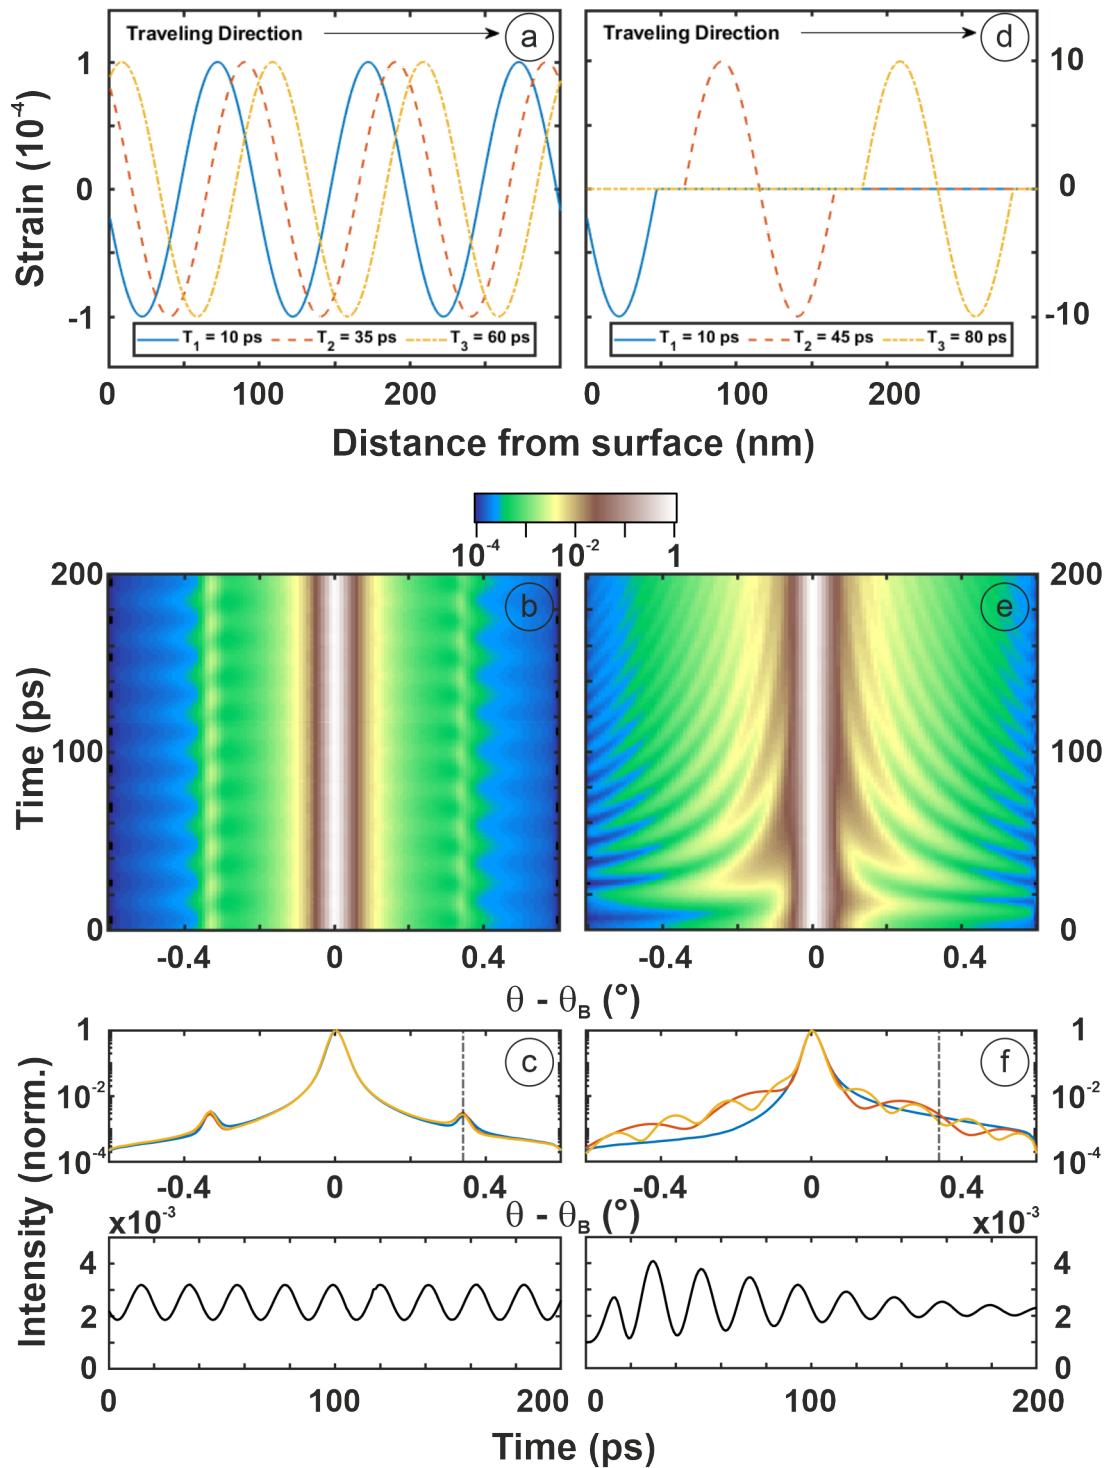 Traveling Direction
a
Traveling Direction
d
Strain (10-4)
1
0
-1
10
0
-10
T1 = 10 ps T2 = 35 ps T3 = 60 ps
T1 = 10 ps T2 = 45 ps T3 = 80 ps
0 100 200
0 100 200
Distance from surface (nm)
10-4 10-2 1
Time (ps)
200
100
0
b
e
200
100
0
-0.4 0 0.4
-0.4 0 0.4
θ - θB (°)
Intensity (norm.)
1
10-2
10-4
c
f
1
10-2
10-4
-0.4 0 0.4
-0.4 0 0.4
θ - θB (°)
x10-3
x10-3
4
2
0
4
2
0
0 100 200
0 100 200
Time (ps)